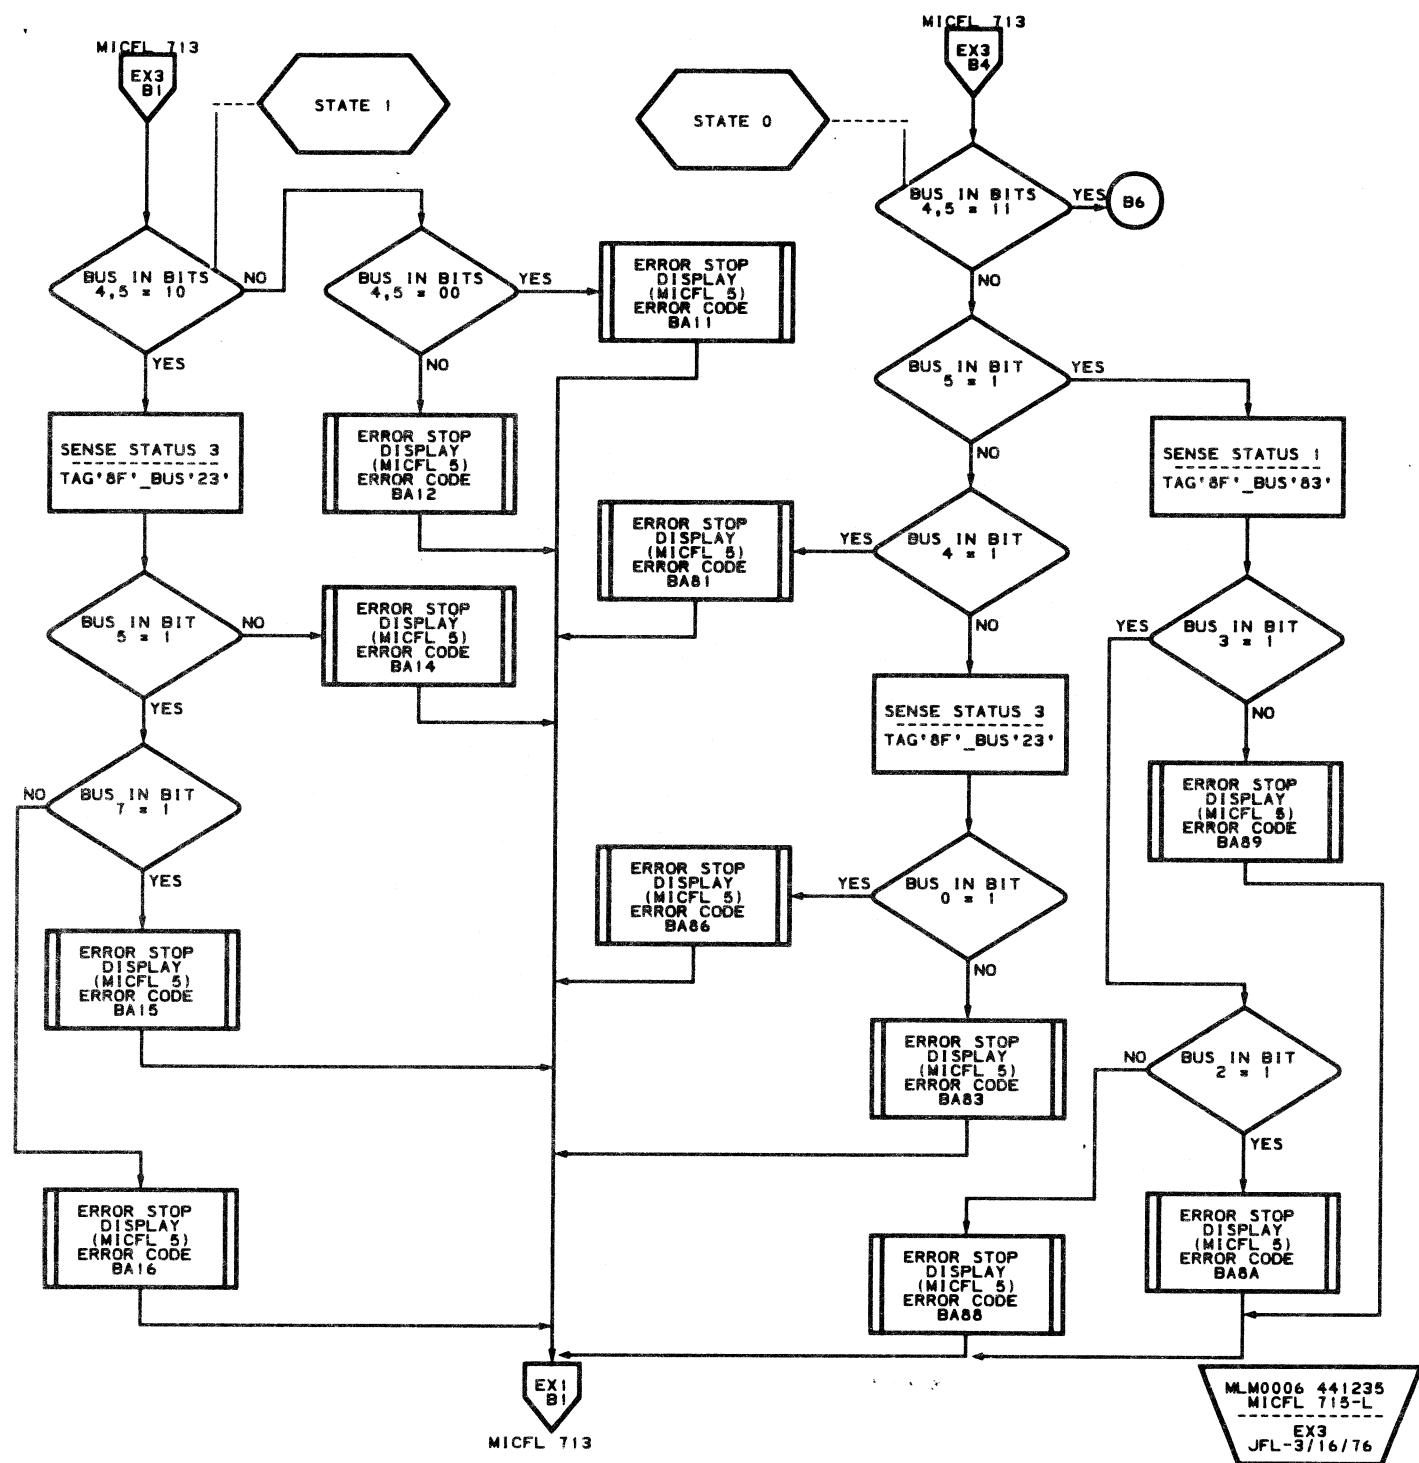 MICFL 713
EX3
B1
STATE 1
BUS IN BITS
4,5 = 10
NO
YES
BUS IN BITS
4,5 = 00
YES
NO
ERROR STOP
DISPLAY
(MICFL 5)
ERROR CODE
BA11
SENSE STATUS 3
TAG'8F'_BUS'23'
ERROR STOP
DISPLAY
(MICFL 5)
ERROR CODE
BA12
BUS IN BIT
5 = 1
NO
YES
ERROR STOP
DISPLAY
(MICFL 5)
ERROR CODE
BA14
BUS IN BIT
7 = 1
NO
YES
ERROR STOP
DISPLAY
(MICFL 5)
ERROR CODE
BA15
ERROR STOP
DISPLAY
(MICFL 5)
ERROR CODE
BA16
MICFL 713
EX3
B4
STATE 0
BUS IN BITS
4,5 = 11
YES
B6
NO
BUS IN BIT
5 = 1
YES
NO
BUS IN BIT
4 = 1
YES
NO
ERROR STOP
DISPLAY
(MICFL 5)
ERROR CODE
BA81
SENSE STATUS 3
TAG'8F'_BUS'23'
BUS IN BIT
0 = 1
YES
NO
ERROR STOP
DISPLAY
(MICFL 5)
ERROR CODE
BA86
ERROR STOP
DISPLAY
(MICFL 5)
ERROR CODE
BA83
SENSE STATUS 1
TAG'8F'_BUS'83'
BUS IN BIT
3 = 1
YES
NO
ERROR STOP
DISPLAY
(MICFL 5)
ERROR CODE
BA89
BUS IN BIT
2 = 1
NO
YES
ERROR STOP
DISPLAY
(MICFL 5)
ERROR CODE
BA8A
ERROR STOP
DISPLAY
(MICFL 5)
ERROR CODE
BA88
EX1
B1
MICFL 713
MLM0006 441235
MICFL 715-L
EX3
JFL-3/16/76